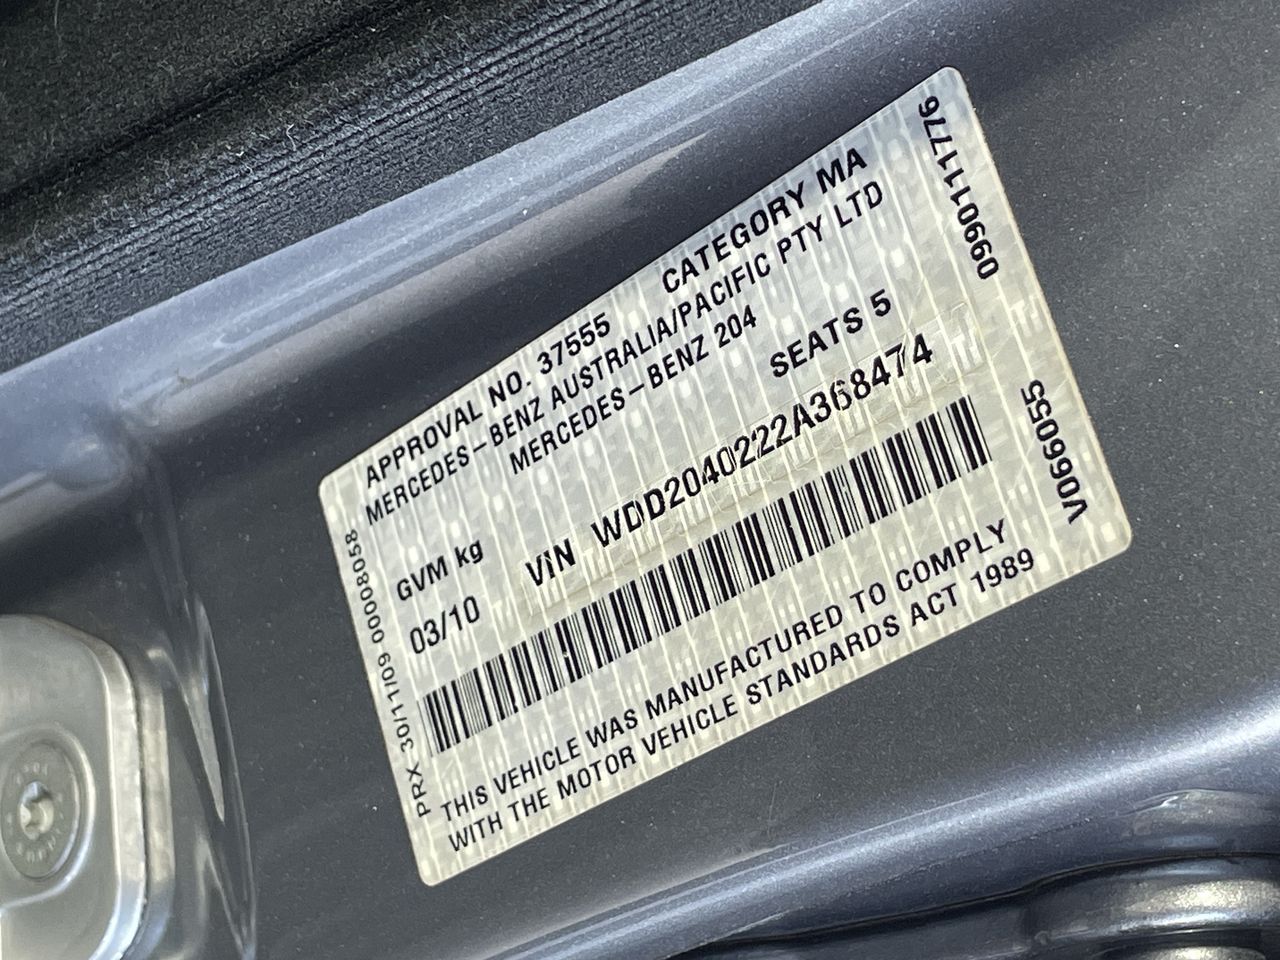 APPROVAL NO. 37555 CATEGORY MA
MERCEDES-BENZ AUSTRALIA/PACIFIC PTY LTD
MERCEDES-BENZ 204
GVM kg SEATS 5
03/10 VIN WDD2040222A368474
THIS VEHICLE WAS MANUFACTURED TO COMPLY
WITH THE MOTOR VEHICLE STANDARDS ACT 1989
PRX 30/11/09 00008058
0990111776
V066055